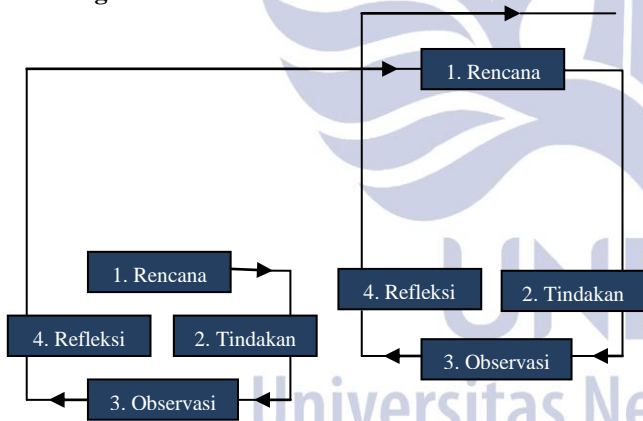 1. Rencana
1. Rencana
4. Refleksi
2. Tindakan
4. Refleksi
2. Tindakan
3. Observasi
3. Observasi
Universitas Ne